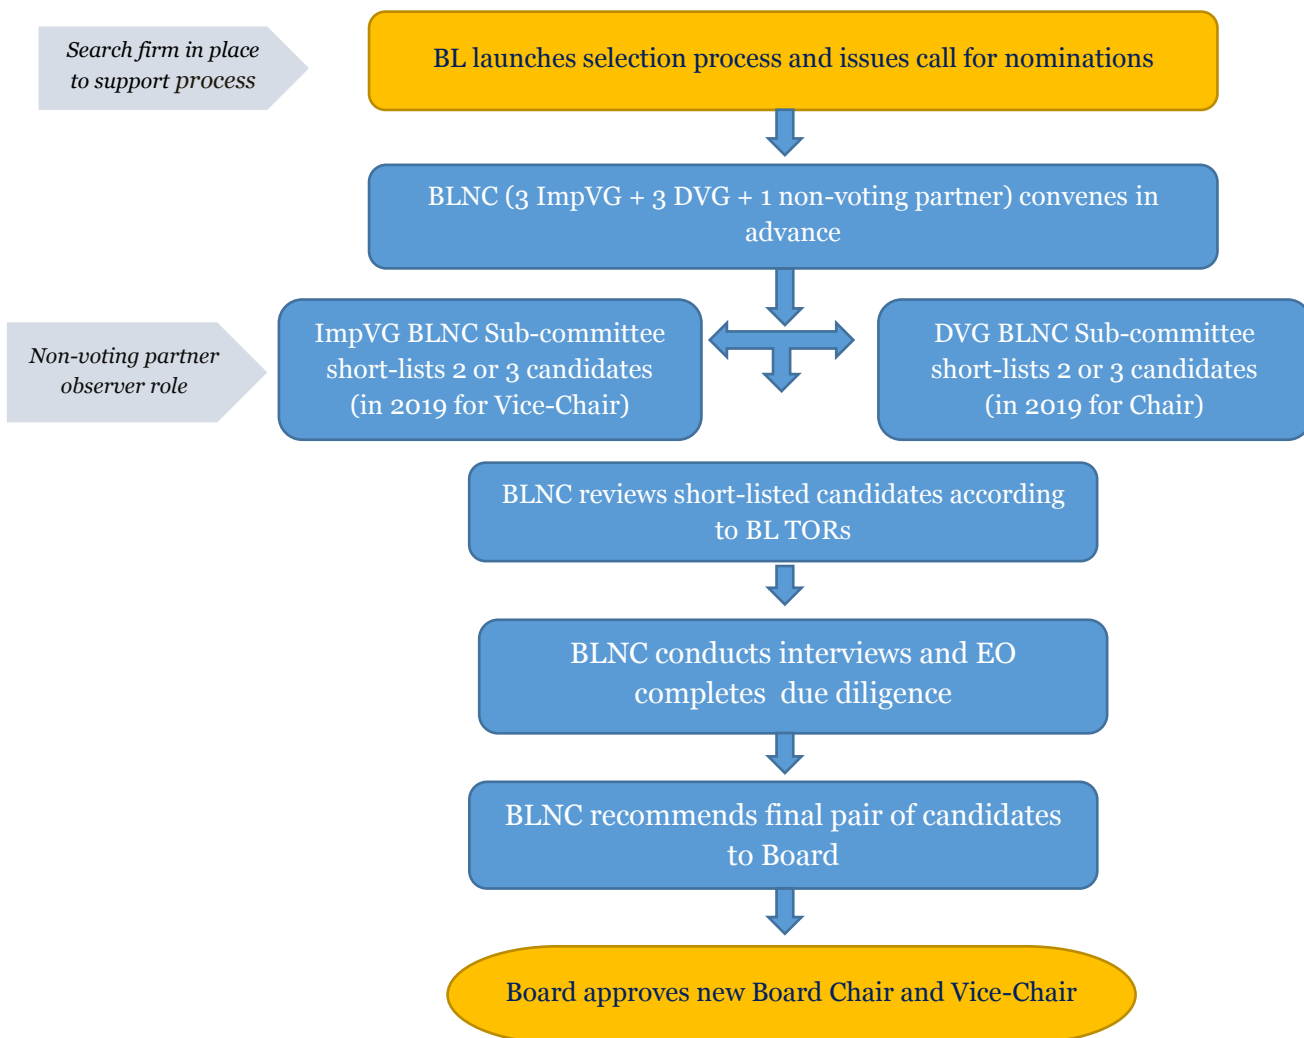 Search firm in place
to support process
BL launches selection process and issues call for nominations
BLNC (3 ImpVG + 3 DVG + 1 non-voting partner) convenes in
advance
Non-voting partner
observer role
ImpVG BLNC Sub-committee
short-lists 2 or 3 candidates
(in 2019 for Vice-Chair)
DVG BLNC Sub-committee
short-lists 2 or 3 candidates
(in 2019 for Chair)
BLNC reviews short-listed candidates according
to BL TORs
BLNC conducts interviews and EO
completes  due diligence
BLNC recommends final pair of candidates
to Board
Board approves new Board Chair and Vice-Chair